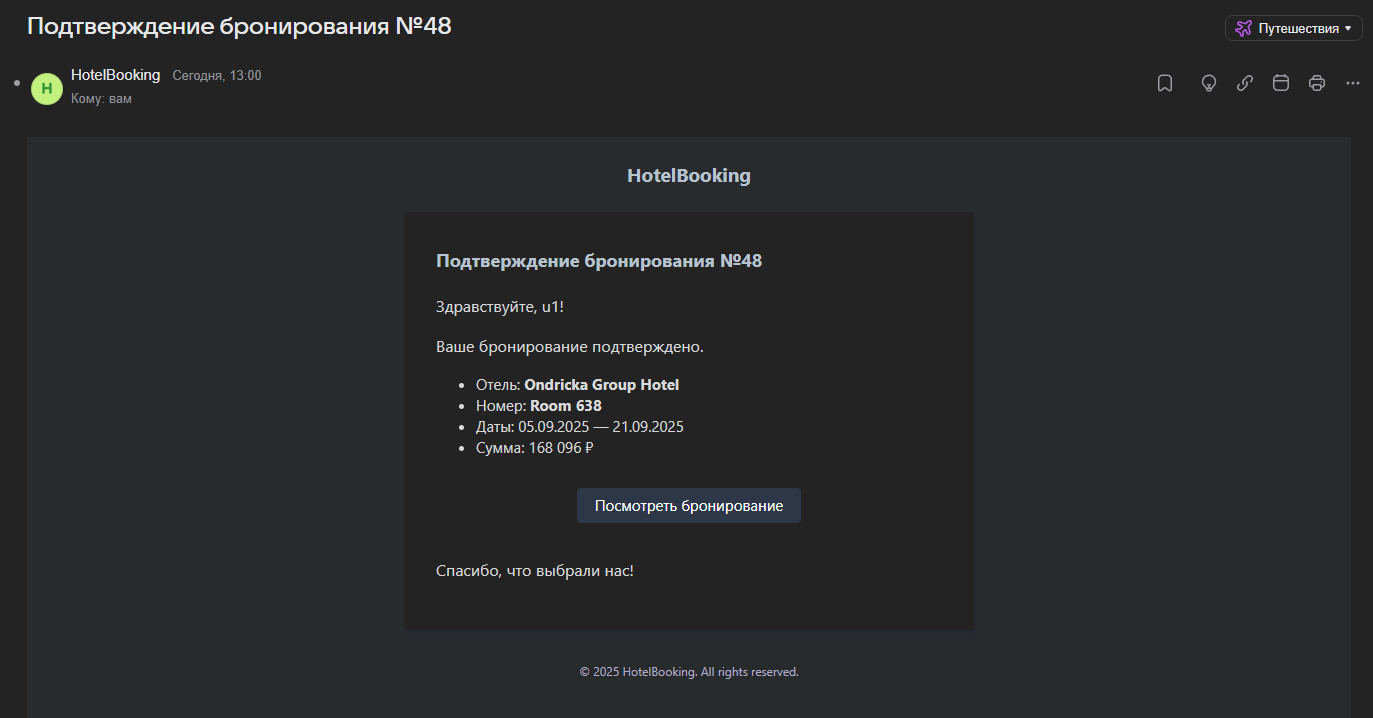 Подтверждение бронирования №48
Путешествия
H
HotelBooking Сегодня, 13:00
Кому: вам
HotelBooking
Подтверждение бронирования №48
Здравствуйте, u1!
Ваше бронирование подтверждено.
• Отель: Ondricka Group Hotel
• Номер: Room 638
• Даты: 05.09.2025 — 21.09.2025
• Сумма: 168 096 ₽
Посмотреть бронирование
Спасибо, что выбрали нас!
© 2025 HotelBooking. All rights reserved.